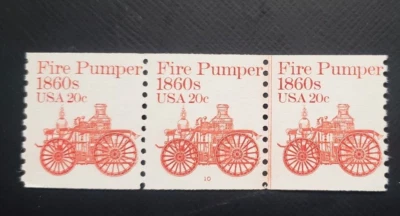 Fire Pumper Fire Pumper Fire Pumper
1860s 1860s 1860s
USA 20c USA 20c USA 20c
10